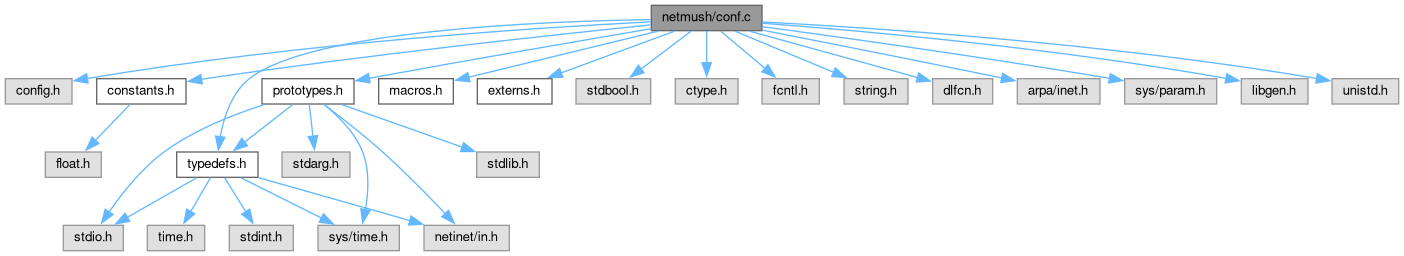 netmush/conf.c
config.h
constants.h
prototypes.h
macros.h
externs.h
stdbool.h
ctype.h
fcntl.h
string.h
dlfcn.h
arpa/inet.h
sys/param.h
libgen.h
unistd.h
float.h
typedefs.h
stdarg.h
stdlib.h
stdio.h
time.h
stdint.h
sys/time.h
netinet/in.h